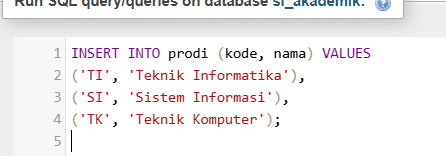 Run SQL query/queries on database si_akademik:
1 INSERT INTO prodi (kode, nama) VALUES
2 ('TI', 'Teknik Informatika'),
3 ('SI', 'Sistem Informasi'),
4 ('TK', 'Teknik Komputer');
5